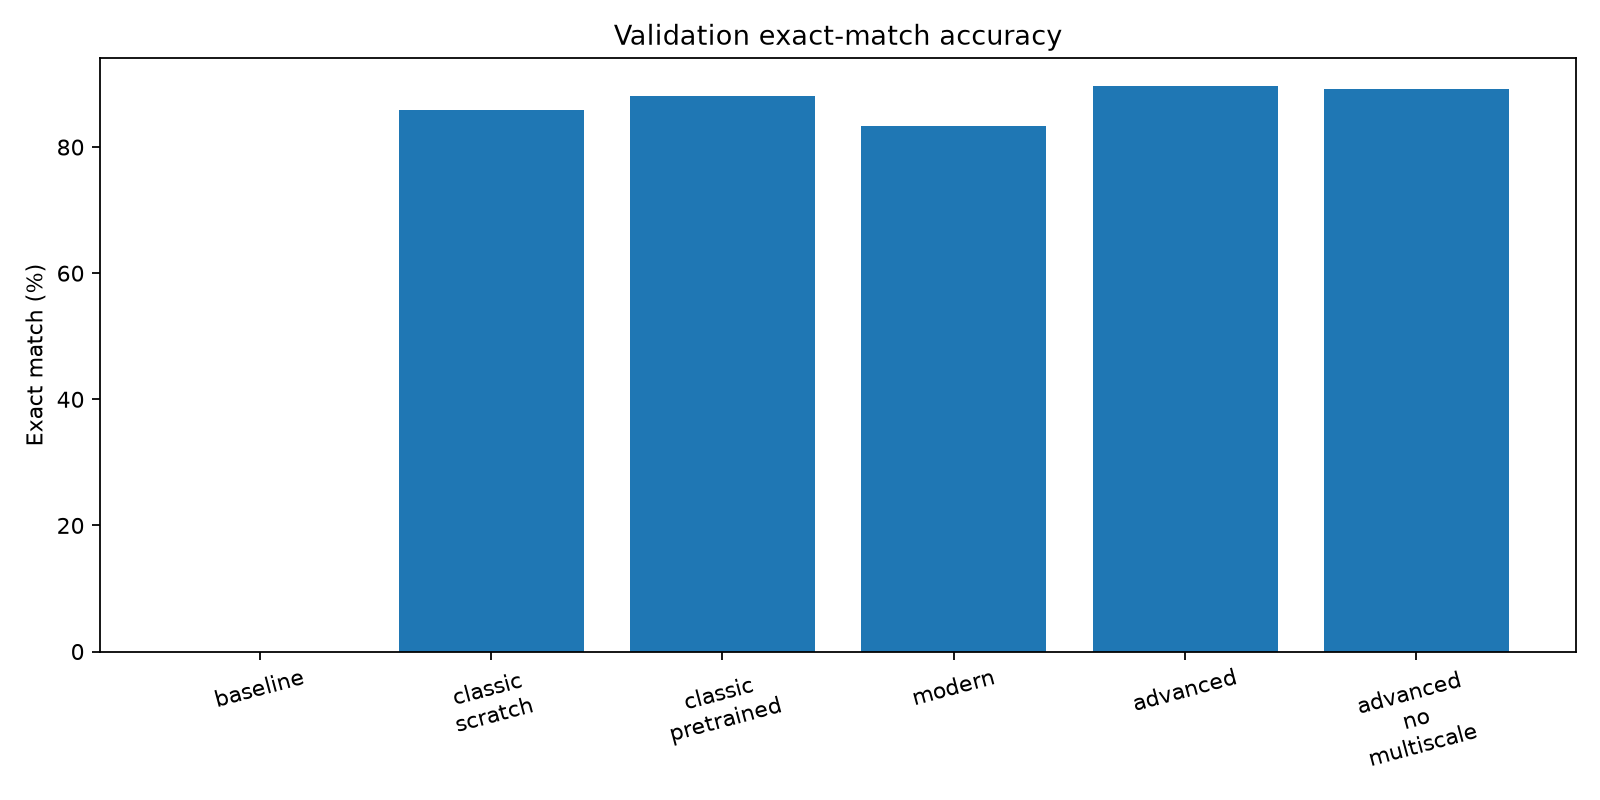 Validation exact-match accuracy
Exact match (%)
80
60
40
20
0
baseline
classic
scratch
classic
pretrained
modern
advanced
advanced
no
multiscale